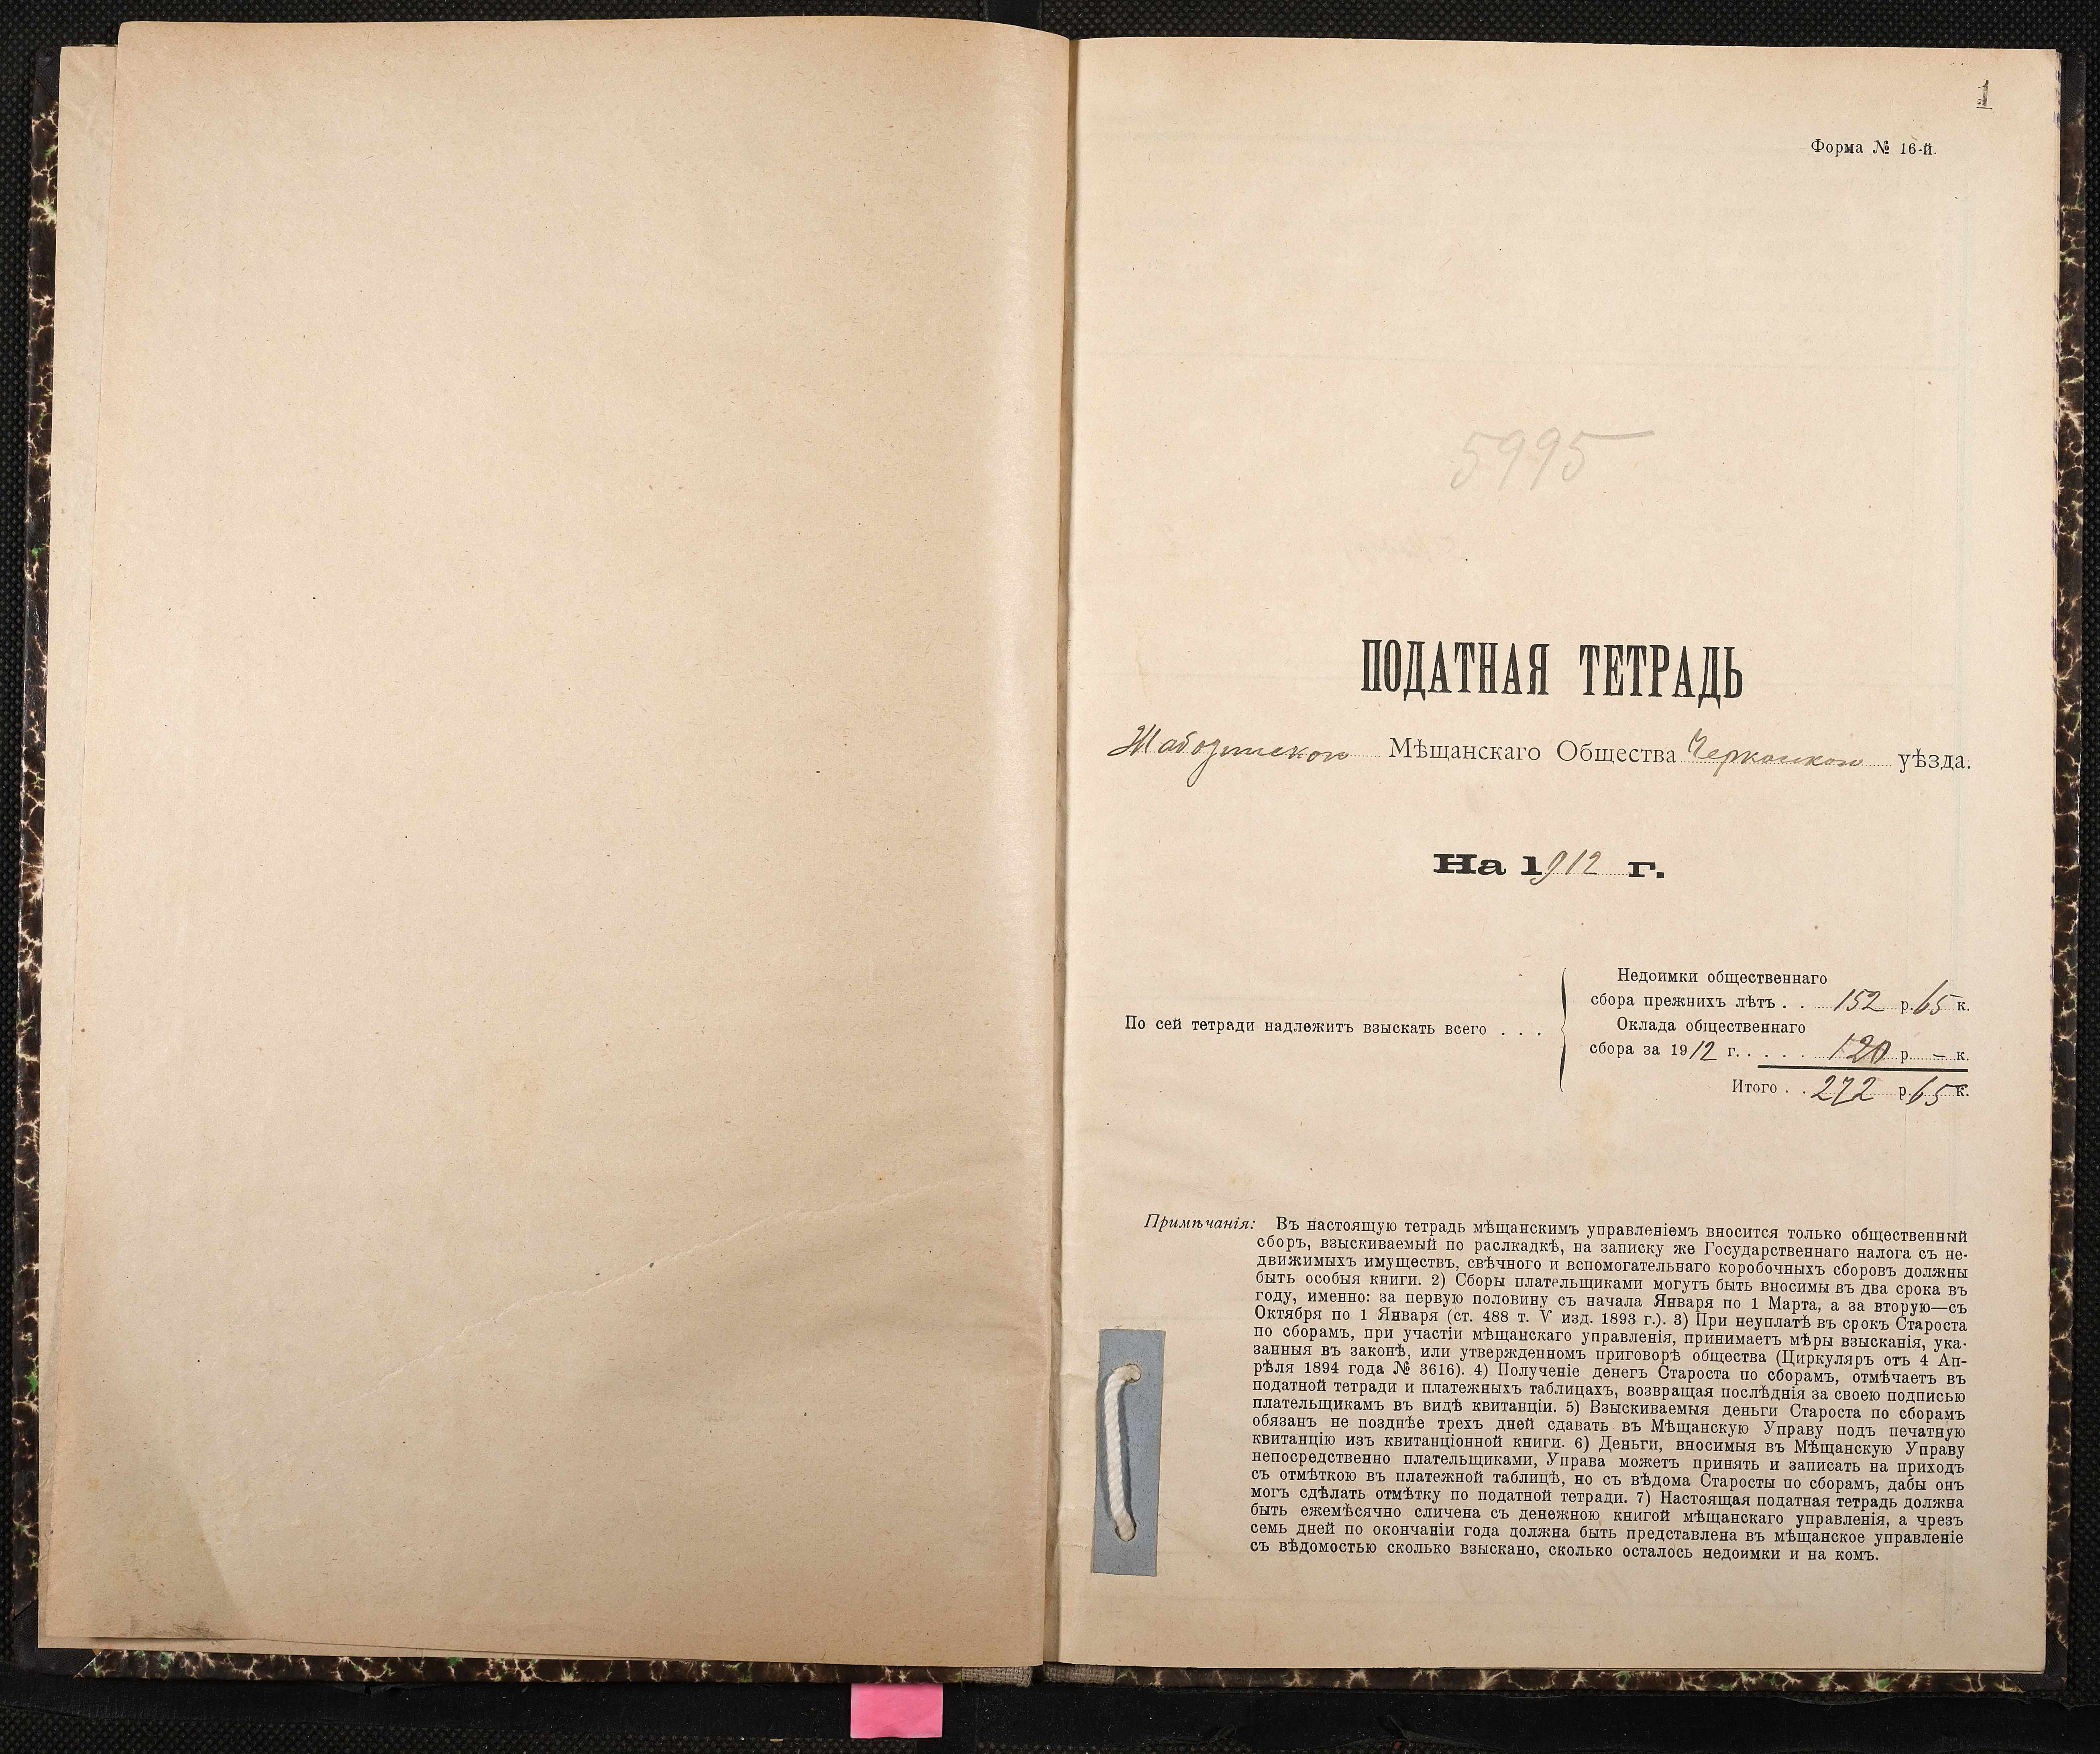 1
Форма № 16-й.
5995
ПОДАТНАЯ ТЕТРАДЬ
Жаботинского Мѣщанскаго Общества Черкаскаго уѣзда.
На 1912 г.
Недоимки общественнаго
сбора прежнихъ лѣтъ . . 152 р. 65 к.
По сей тетради надлежитъ взыскать всего . . .
Оклада общественнаго
сбора за 1912 г. . . . . 120 р. — к.
Итого . . 272 р. 65 к.
Примѣчанія: Въ настоящую тетрадь мѣщанскимъ управленіемъ вносится только общественный
сборъ, взыскиваемый по раслкадкѣ, на записку же Государственнаго налога съ не-
движимыхъ имуществъ, свѣчного и вспомогательнаго коробочныхъ сборовъ должны
быть особыя книги. 2) Сборы плательщиками могутъ быть вносимы въ два срока въ
году, именно: за первую половину съ начала Января по 1 Марта, а за вторую—съ
Октября по 1 Января (ст. 488 т. V изд. 1893 г.). 3) При неуплатѣ въ срокъ Староста
по сборамъ, при участіи мѣщанскаго управленія, принимаетъ мѣры взысканія, ука-
занныя въ законѣ, или утвержденномъ приговорѣ общества (Циркуляръ отъ 4 Ап-
рѣля 1894 года № 3616). 4) Полученіе денегъ Староста по сборамъ, отмѣчаетъ въ
податной тетради и платежныхъ таблицахъ, возвращая послѣднія за своею подписью
плательщикамъ въ видѣ квитанціи. 5) Взыскиваемыя деньги Староста по сборамъ
обязанъ не позднѣе трехъ дней сдавать въ Мѣщанскую Управу подъ печатную
квитанцію изъ квитанціонной книги. 6) Деньги, вносимыя въ Мѣщанскую Управу
непосредственно плательщиками, Управа можетъ принять и записать на приходъ
съ отмѣткою въ платежной таблицѣ, но съ вѣдома Старосты по сборамъ, дабы онъ
могъ сдѣлать отмѣтку по податной тетради. 7) Настоящая податная тетрадь должна
быть ежемѣсячно сличена съ денежною книгой мѣщанскаго управленія, а чрезъ
семь дней по окончаніи года должна быть представлена въ мѣщанское управленіе
съ вѣдомостью сколько взыскано, сколько осталось недоимки и на комъ.